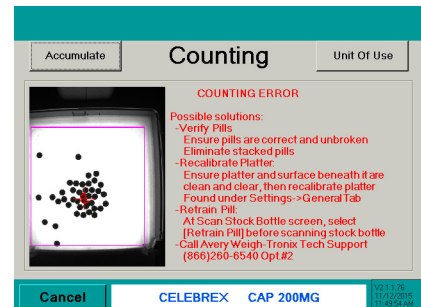 Accumulate
Counting
Unit Of Use
COUNTING ERROR
Possible solutions:
-Verify Pills
Ensure pills are correct and unbroken
Eliminate stacked pills
-Recalibrate Platter:
Ensure platter and surface beneath it are
clean and clear, then recalibrate platter
Found under Settings->General Tab
-Retrain Pill:
At Scan Stock Bottle screen, select
[Retrain Pill] before scanning stock bottle
-Call Avery Weigh-Tronix Tech Support
(866)260-6540 Opt.#2
Cancel
CELEBREX CAP 200MG
V2.1.1.76
11/12/2015
11:49:54 AM